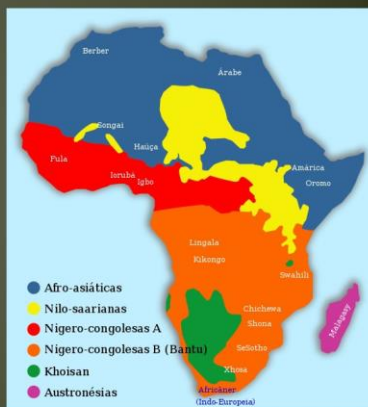 Berber
Árabe
Songai
Haúça
Fula
Iorubá
Igbo
Amárica
Oromo
Lingala
Kikongo
Swahili
Chichewa
Shona
SeSotho
Xhosa
Malagasy
Africâner
(Indo-Europeia)
Afro-asiáticas
Nilo-saarianas
Nigero-congolesas A
Nigero-congolesas B (Bantu)
Khoisan
Austronésias